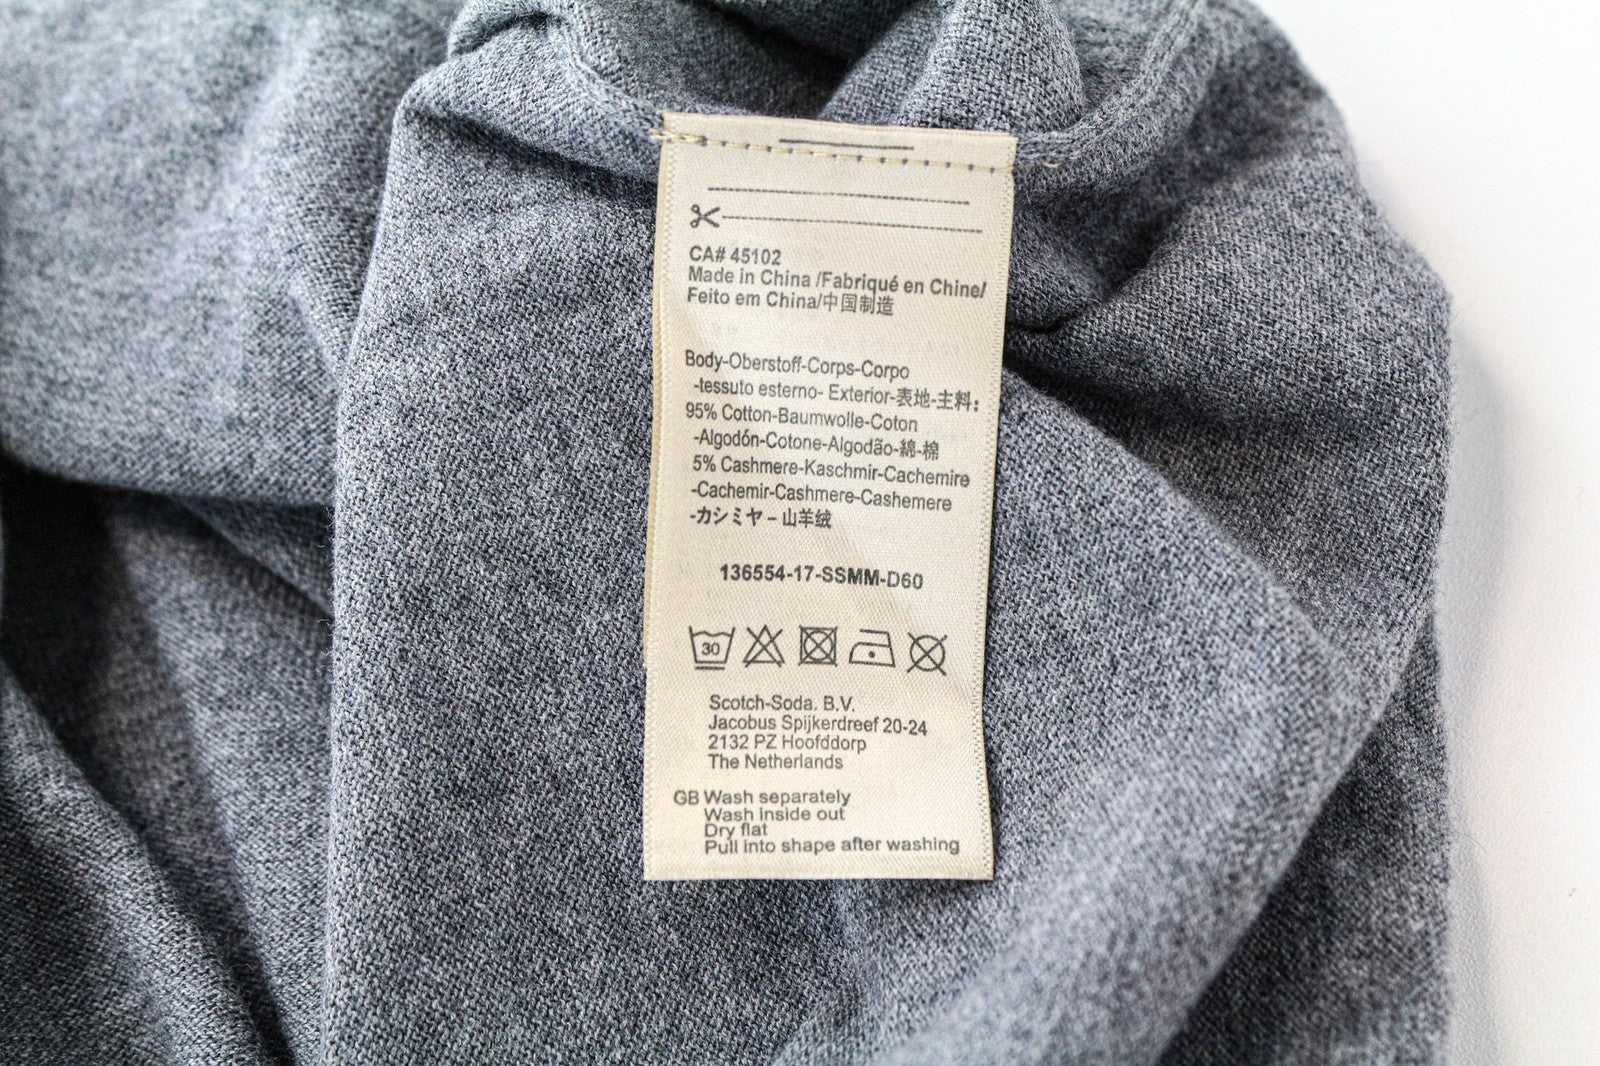 CA# 45102
Made in China /Fabriqué en Chine/
Feito em China/中国制造
Body-Oberstoff-Corps-Corpo
-tessuto esterno- Exterior-表地-主料:
95% Cotton-Baumwolle-Coton
-Algodón-Cotone-Algodão-綿-棉
5% Cashmere-Kaschmir-Cachemire
-Cachemir-Cashmere-Cashemere
-カシミヤ-山羊绒
136554-17-SSMM-D60
30
Scotch-Soda. B.V.
Jacobus Spijkerdreef 20-24
2132 PZ Hoofddorp
The Netherlands
GB Wash separately
Wash inside out
Dry flat
Pull into shape after washing